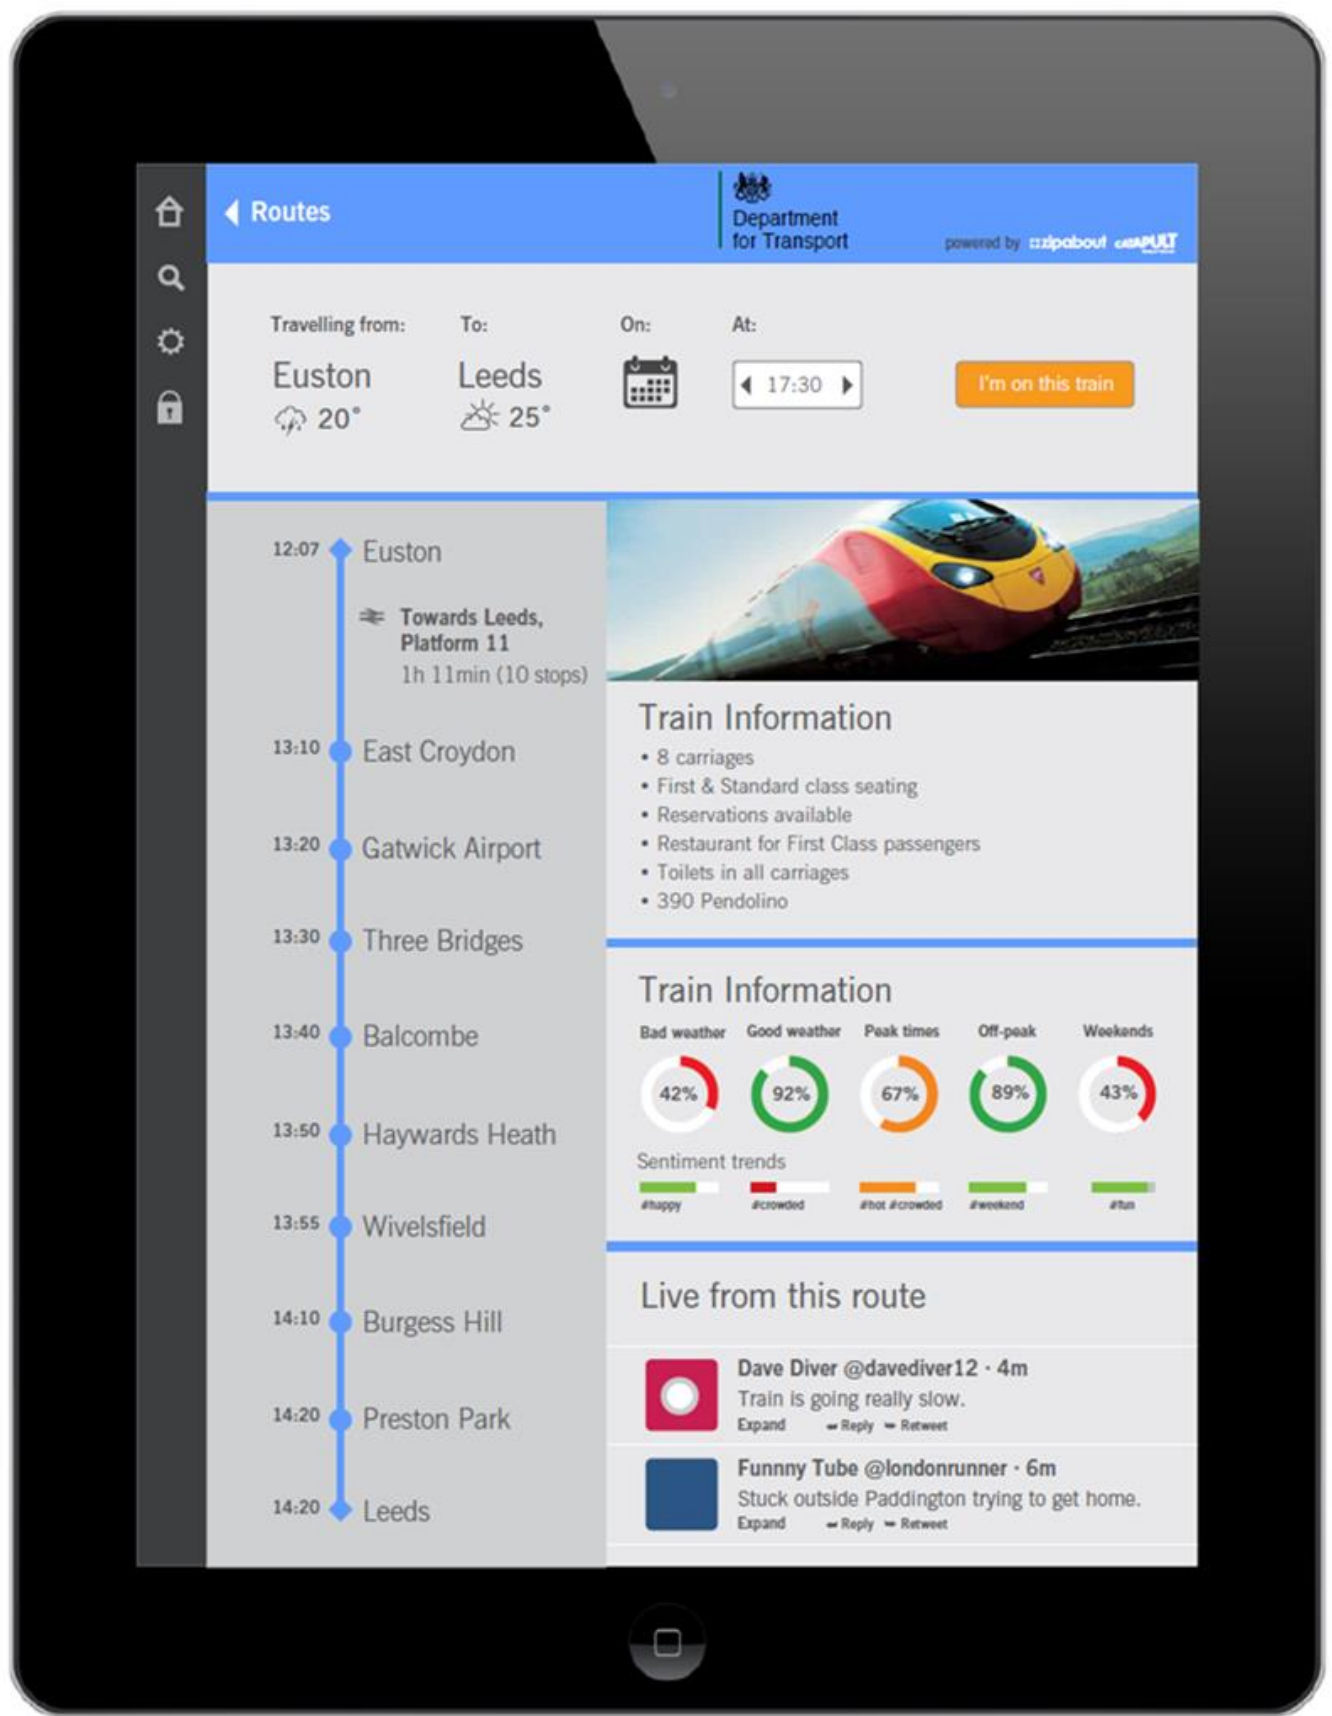 Routes
Department
for Transport
powered by zipabout CATAPULT
Travelling from:
To:
On:
At:
Euston
Leeds
17:30
I'm on this train
20°
25°
12:07 Euston
Towards Leeds,
Platform 11
1h 11min (10 stops)
13:10 East Croydon
13:20 Gatwick Airport
13:30 Three Bridges
13:40 Balcombe
13:50 Haywards Heath
13:55 Wivelsfield
14:10 Burgess Hill
14:20 Preston Park
14:20 Leeds
Train Information
• 8 carriages
• First & Standard class seating
• Reservations available
• Restaurant for First Class passengers
• Toilets in all carriages
• 390 Pendolino
Train Information
Bad weather Good weather Peak times Off-peak Weekends
42% 92% 67% 89% 43%
Sentiment trends
#happy #crowded #hot #crowded #weekend #fun
Live from this route
Dave Diver @davediver12 · 4m
Train is going really slow.
Expand Reply Retweet
Funnny Tube @londonrunner · 6m
Stuck outside Paddington trying to get home.
Expand Reply Retweet